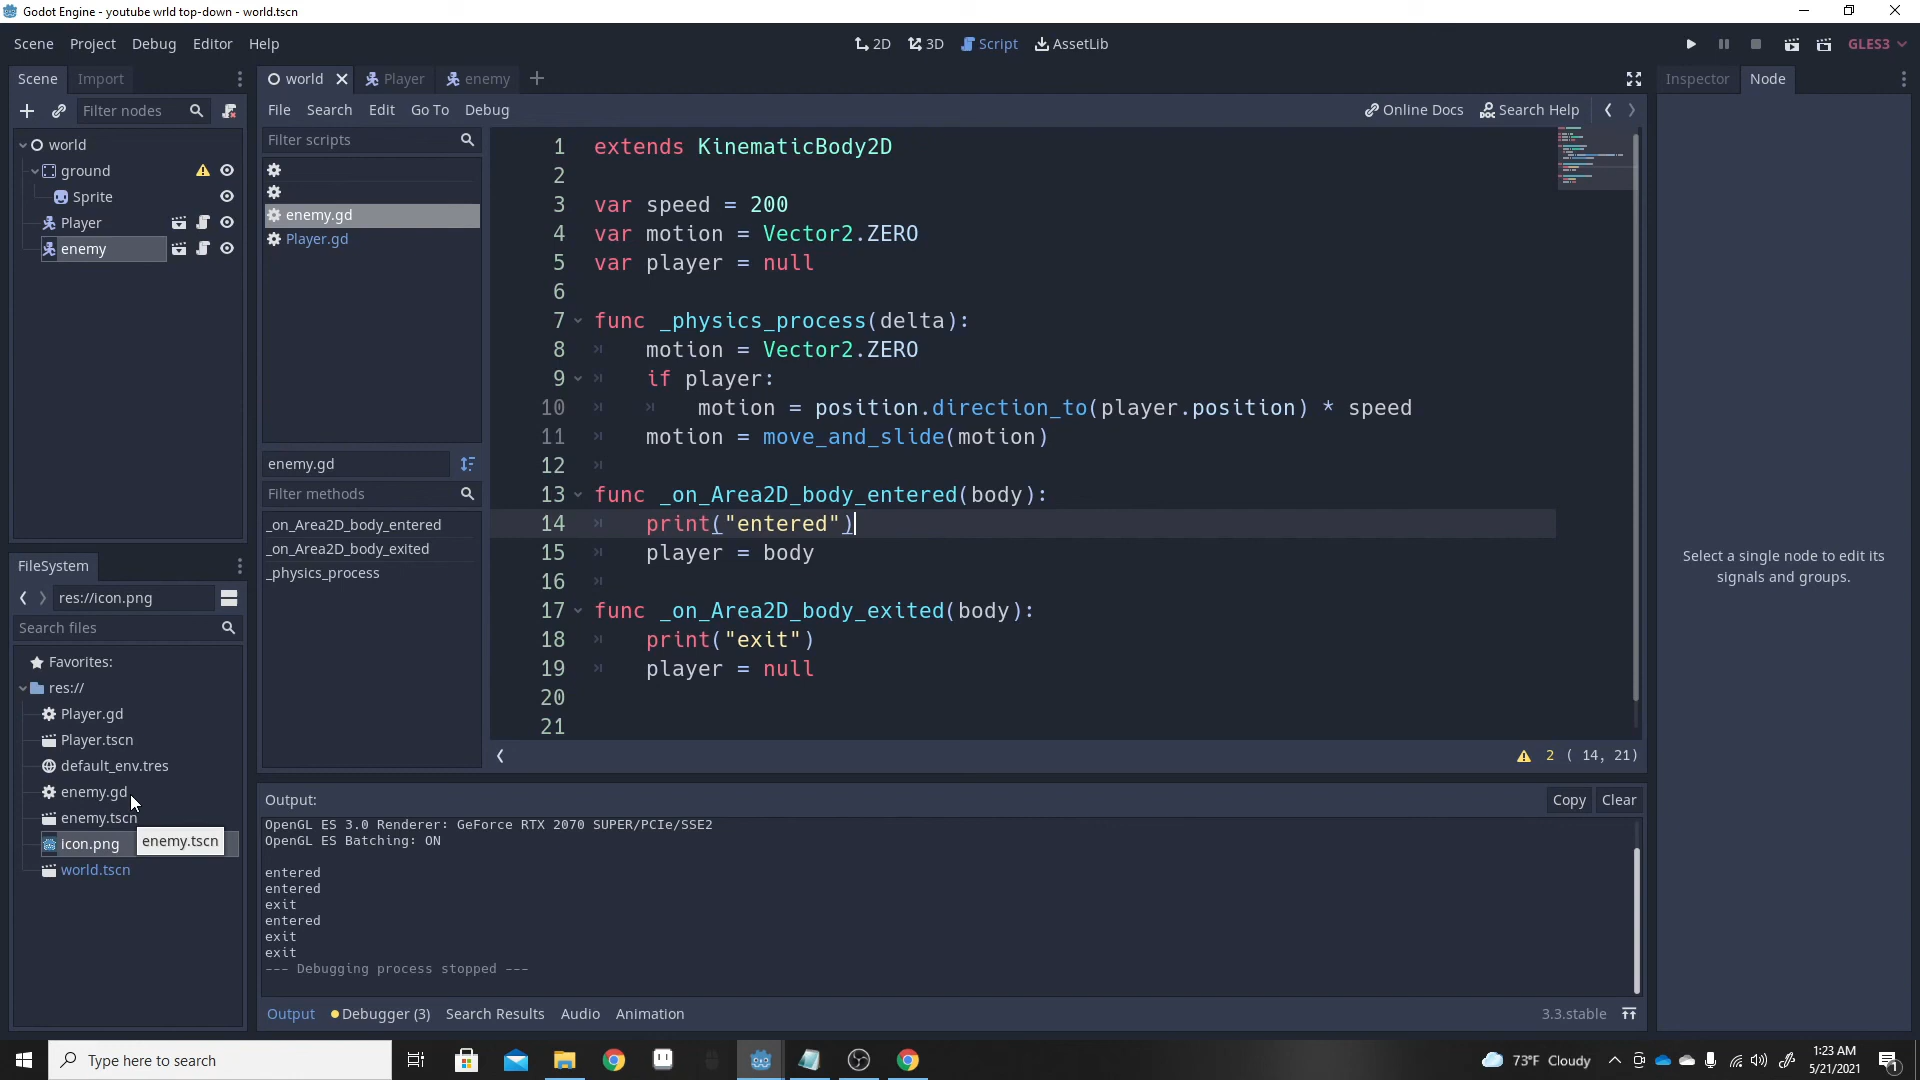 Godot Engine - youtube wrld top-down - world.tscn
Scene Project Debug Editor Help
2D 3D Script AssetLib
GLES3
Scene Import
world Player enemy
Inspector Node
Filter nodes
File Search Edit Go To Debug
Online Docs Search Help
world
ground
Sprite
Player
enemy
Filter scripts
enemy.gd
Player.gd
enemy.gd
Filter methods
_on_Area2D_body_entered
_on_Area2D_body_exited
_physics_process
1 extends KinematicBody2D
2
3 var speed = 200
4 var motion = Vector2.ZERO
5 var player = null
6
7 func _physics_process(delta):
8 motion = Vector2.ZERO
9 if player:
10 motion = position.direction_to(player.position) * speed
11 motion = move_and_slide(motion)
12
13 func _on_Area2D_body_entered(body):
14 print("entered")
15 player = body
16
17 func _on_Area2D_body_exited(body):
18 print("exit")
19 player = null
20
21
2 ( 14, 21)
Select a single node to edit its
signals and groups.
FileSystem
res://icon.png
Search files
Favorites:
res://
Player.gd
Player.tscn
default_env.tres
enemy.gd
enemy.tscn
icon.png
enemy.tscn
world.tscn
Output:
Copy Clear
OpenGL ES 3.0 Renderer: GeForce RTX 2070 SUPER/PCIe/SSE2
OpenGL ES Batching: ON
entered
entered
exit
entered
exit
exit
--- Debugging process stopped ---
Output Debugger (3) Search Results Audio Animation
3.3.stable
Type here to search
73°F Cloudy
1:23 AM
5/21/2021
1